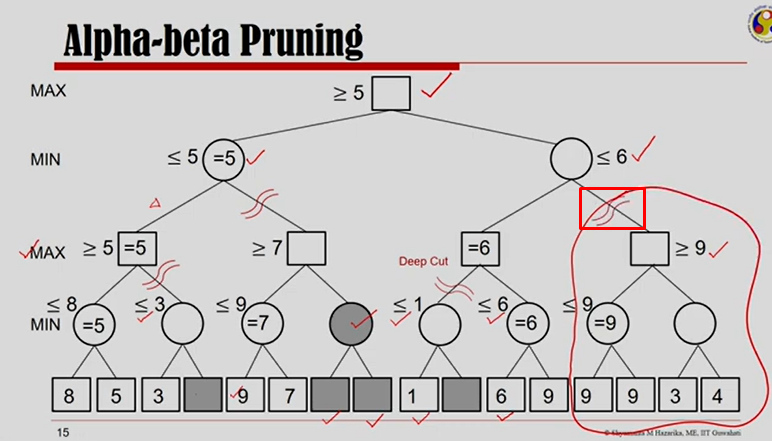 Alpha-beta Pruning
MAX ≥ 5
MIN ≤ 5 =5 ≤ 6
MAX ≥ 5 =5 ≥ 7 =6 ≥ 9
Deep Cut
≤ 8 ≤ 3 ≤ 9 ≤ 1 ≤ 6 ≤ 9
MIN =5 =7 =6 =9
8 5 3 9 7 1 6 9 9 9 3 4
15 © Shyamanta M Hazarika, ME, IIT Guwahati